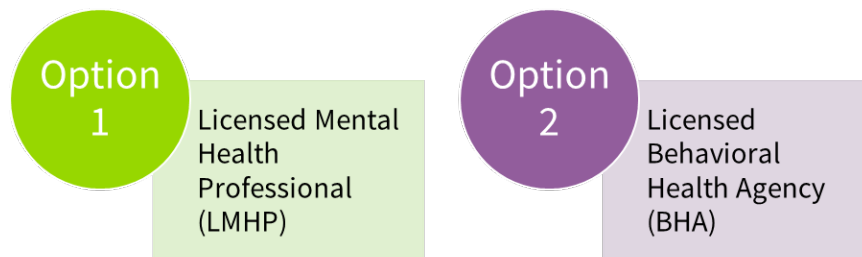 Option
1
Licensed Mental
Health
Professional
(LMHP)
Option
2
Licensed
Behavioral
Health Agency
(BHA)